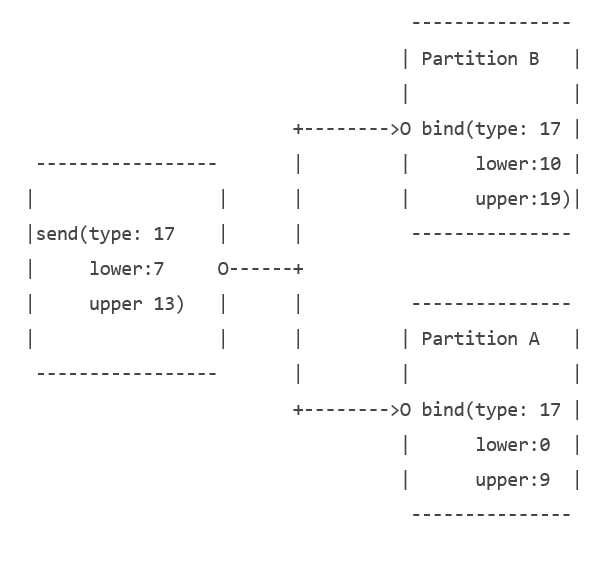 ---------------
                                   | Partition B   |
                                   |               |
                         +-------->O bind(type: 17 |
 -----------------       |         |      lower:10 |
|                 |      |         |      upper:19)|
|send(type: 17    |      |          ---------------
|     lower:7     O------+
|     upper 13)   |      |          ---------------
|                 |      |         | Partition A   |
 -----------------       |         |               |
                         +-------->O bind(type: 17 |
                                   |      lower:0  |
                                   |      upper:9  |
                                    ---------------